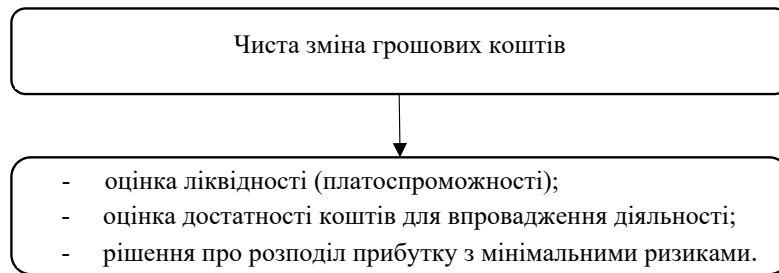 Чиста зміна грошових коштів
- оцінка ліквідності (платоспроможності);
- оцінка достатності коштів для впровадження діяльності;
- рішення про розподіл прибутку з мінімальними ризиками.